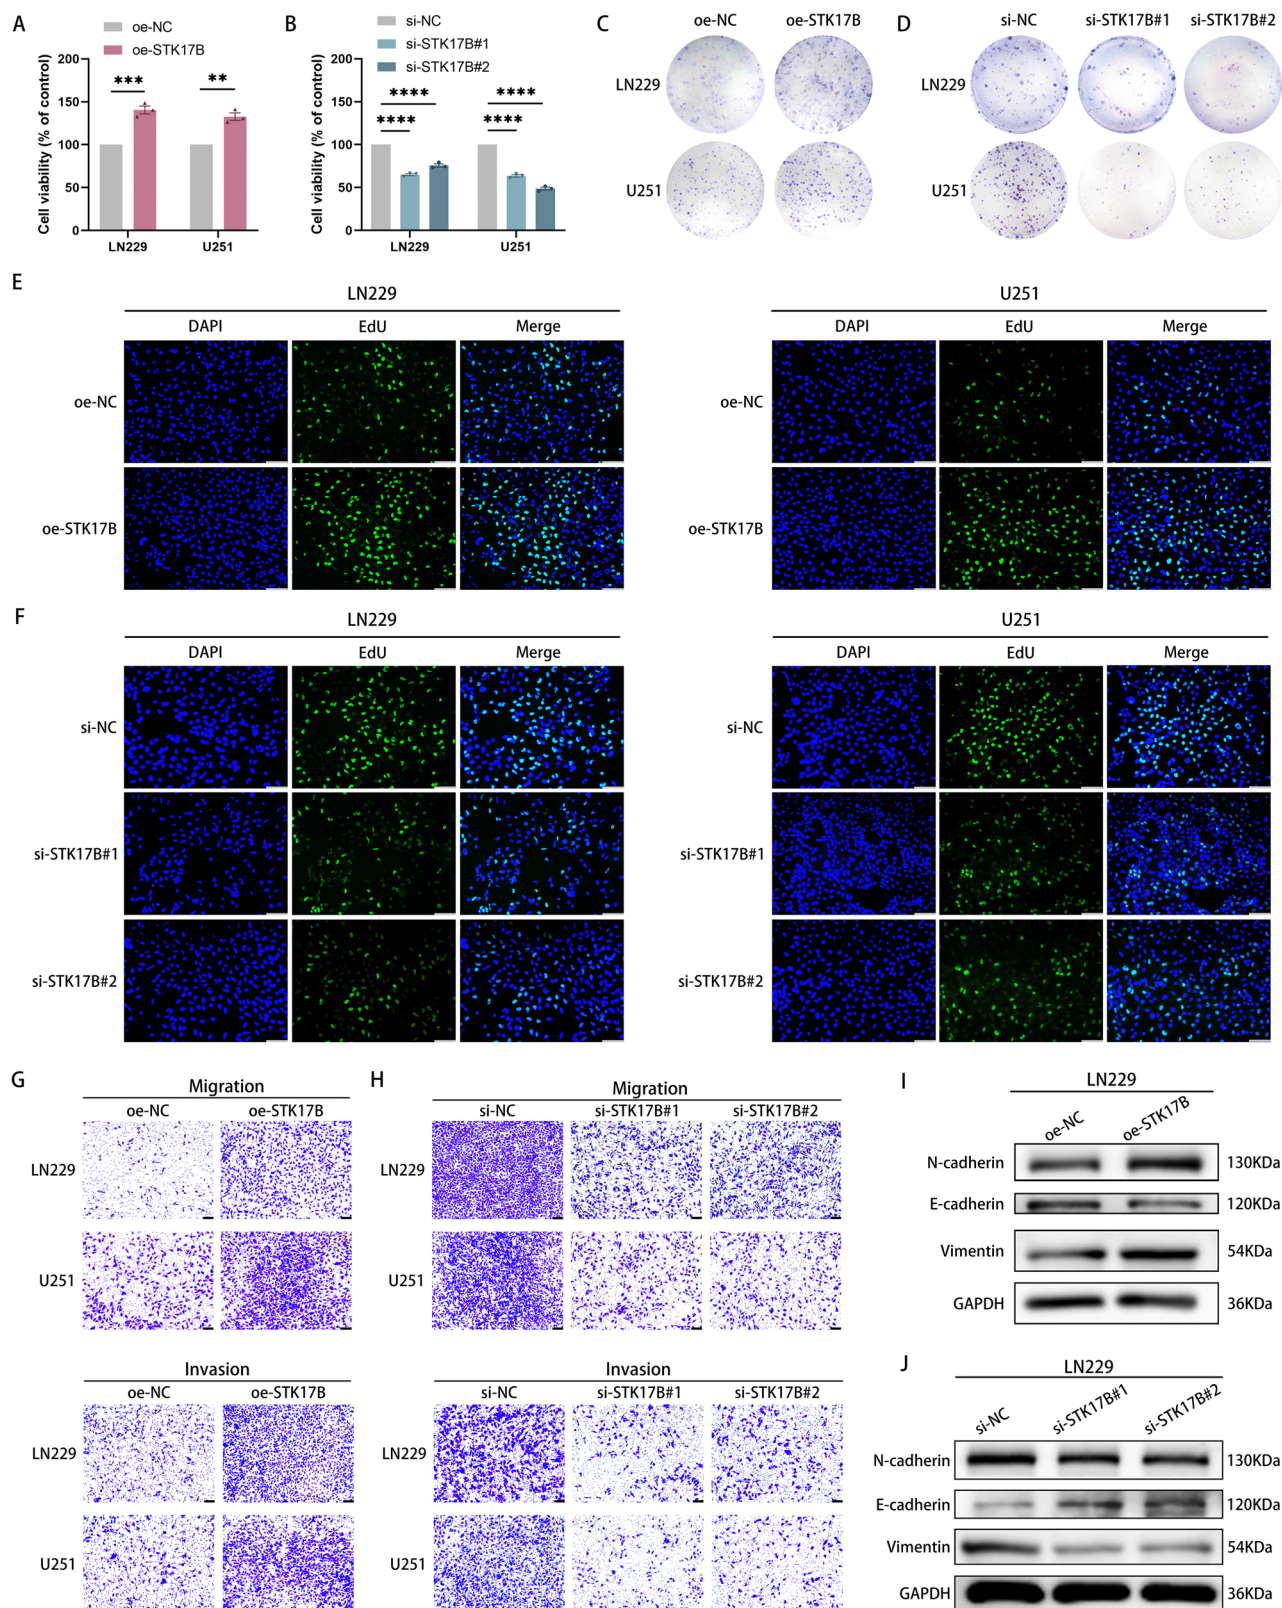 A
oe-NC
oe-STK17B
Cell viability (% of control)
200
150
100
50
0
***
**
LN229
U251
B
si-NC
si-STK17B#1
si-STK17B#2
Cell viability (% of control)
200
150
100
50
0
****
****
****
****
LN229
U251
C
oe-NC
oe-STK17B
LN229
U251
D
si-NC
si-STK17B#1
si-STK17B#2
LN229
U251
E
LN229
DAPI
EdU
Merge
oe-NC
oe-STK17B
U251
DAPI
EdU
Merge
oe-NC
oe-STK17B
F
LN229
DAPI
EdU
Merge
si-NC
si-STK17B#1
si-STK17B#2
U251
DAPI
EdU
Merge
si-NC
si-STK17B#1
si-STK17B#2
G
Migration
oe-NC
oe-STK17B
LN229
U251
Invasion
oe-NC
oe-STK17B
LN229
U251
H
Migration
si-NC
si-STK17B#1
si-STK17B#2
LN229
U251
Invasion
si-NC
si-STK17B#1
si-STK17B#2
LN229
U251
I
LN229
oe-NC
oe-STK17B
N-cadherin
130KDa
E-cadherin
120KDa
Vimentin
54KDa
GAPDH
36KDa
J
LN229
si-NC
si-STK17B#1
si-STK17B#2
N-cadherin
130KDa
E-cadherin
120KDa
Vimentin
54KDa
GAPDH
36KDa